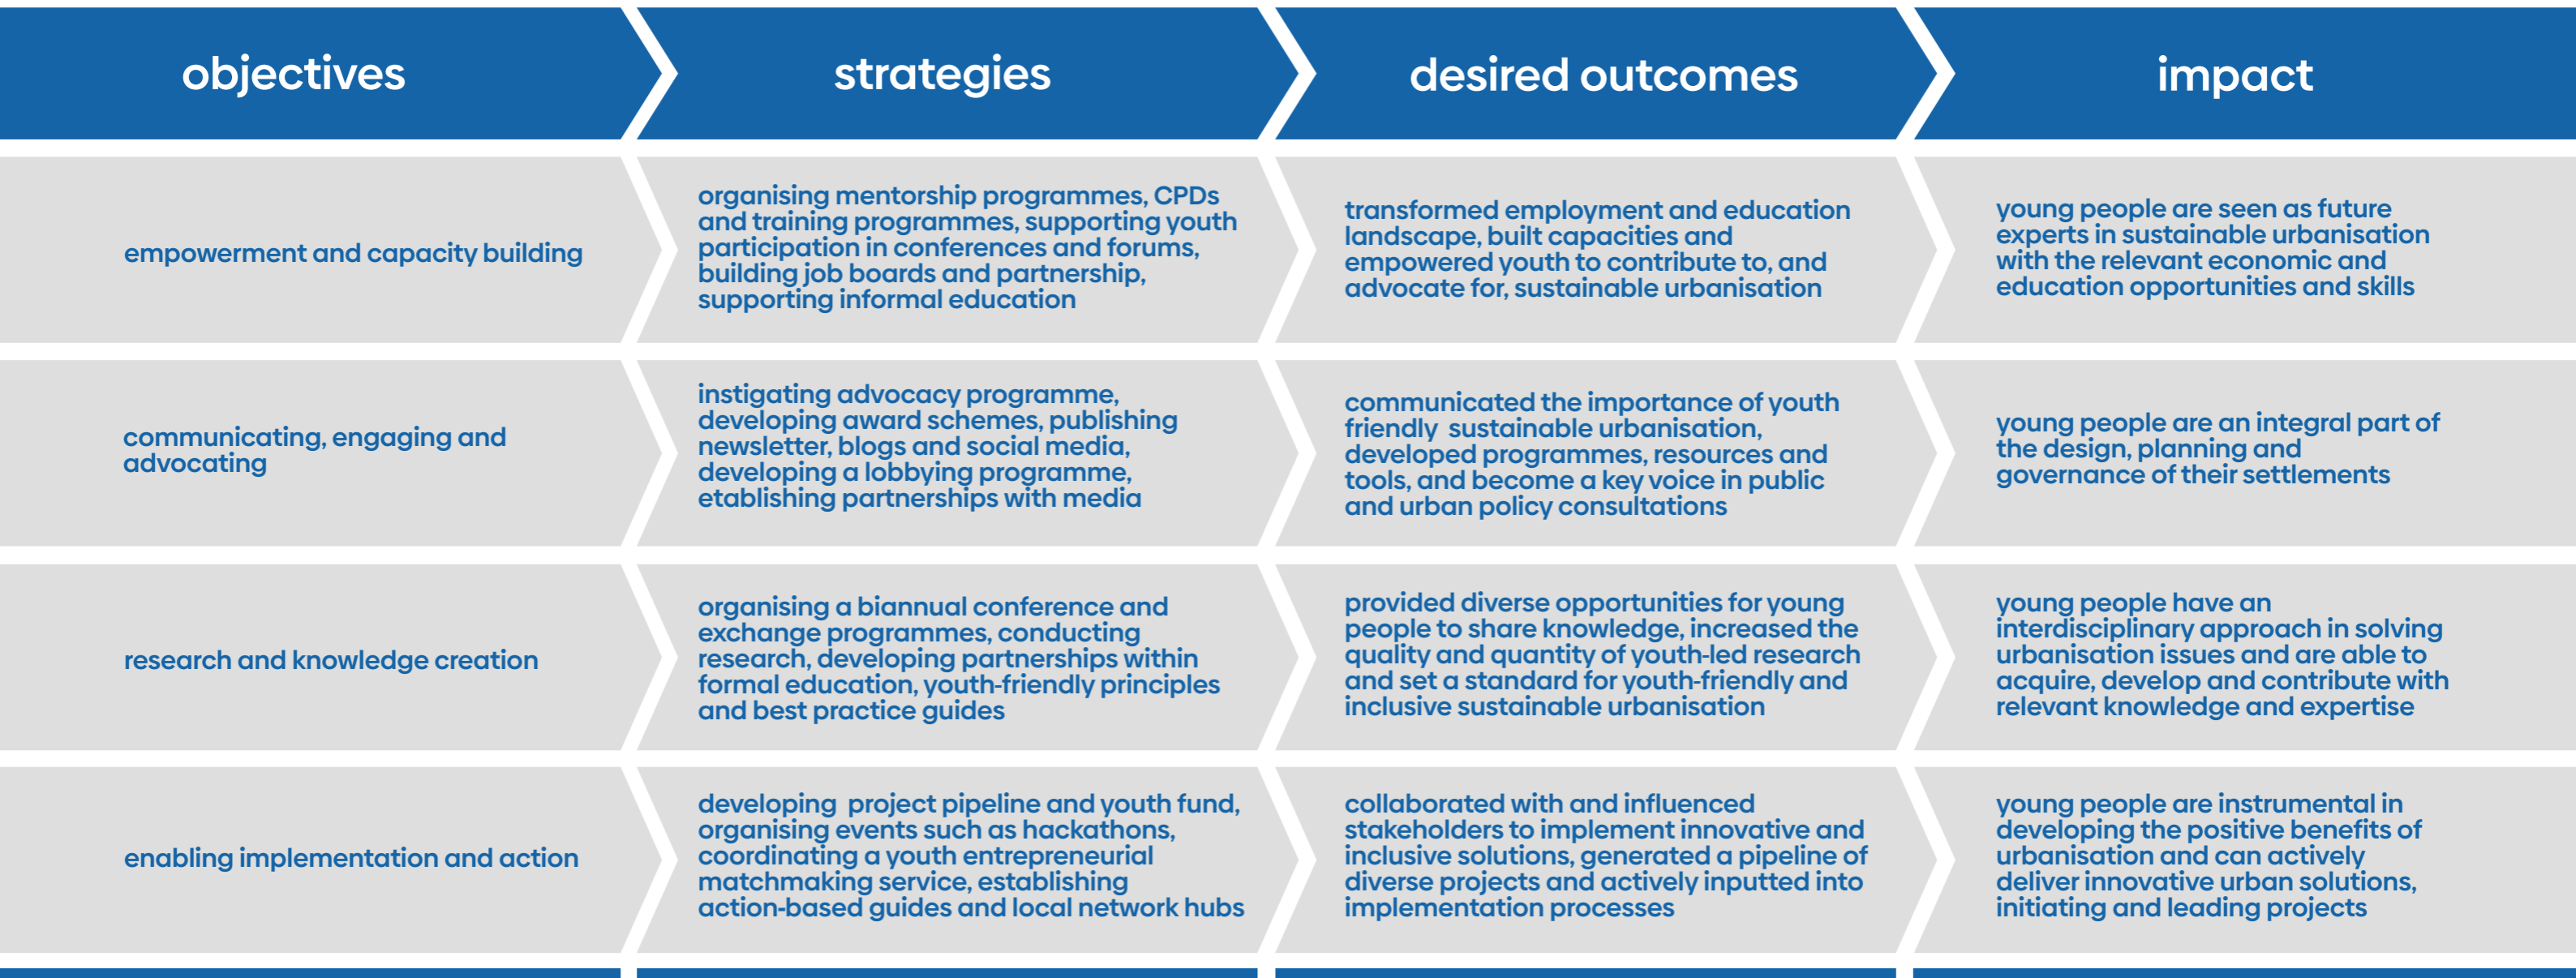 objectives
strategies
desired outcomes
impact
empowerment and capacity building
organising mentorship programmes, CPDs
and training programmes, supporting youth
participation in conferences and forums,
building job boards and partnership,
supporting informal education
transformed employment and education
landscape, built capacities and
empowered youth to contribute to, and
advocate for, sustainable urbanisation
young people are seen as future
experts in sustainable urbanisation
with the relevant economic and
education opportunities and skills
communicating, engaging and
advocating
instigating advocacy programme,
developing award schemes, publishing
newsletter, blogs and social media,
developing a lobbying programme,
etablishing partnerships with media
communicated the importance of youth
friendly sustainable urbanisation,
developed programmes, resources and
tools, and become a key voice in public
and urban policy consultations
young people are an integral part of
the design, planning and
governance of their settlements
research and knowledge creation
organising a biannual conference and
exchange programmes, conducting
research, developing partnerships within
formal education, youth-friendly principles
and best practice guides
provided diverse opportunities for young
people to share knowledge, increased the
quality and quantity of youth-led research
and set a standard for youth-friendly and
inclusive sustainable urbanisation
young people have an
interdisciplinary approach in solving
urbanisation issues and are able to
acquire, develop and contribute with
relevant knowledge and expertise
enabling implementation and action
developing project pipeline and youth fund,
organising events such as hackathons,
coordinating a youth entrepreneurial
matchmaking service, establishing
action-based guides and local network hubs
collaborated with and influenced
stakeholders to implement innovative and
inclusive solutions, generated a pipeline of
diverse projects and actively inputted into
implementation processes
young people are instrumental in
developing the positive benefits of
urbanisation and can actively
deliver innovative urban solutions,
initiating and leading projects